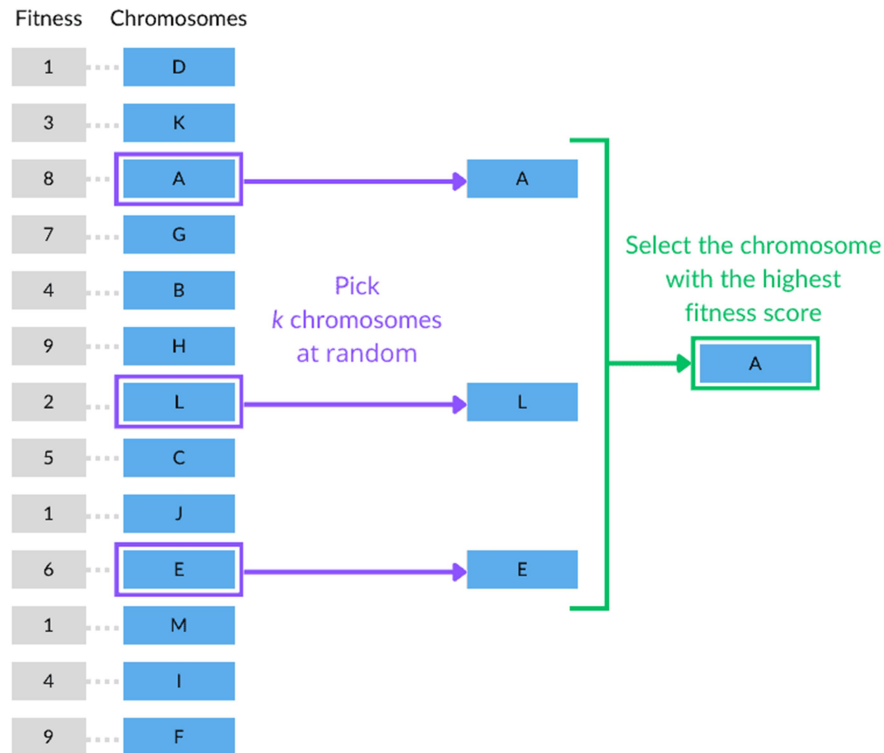 Fitness Chromosomes
1 D
3 K
8 A A
7 G
Select the chromosome
with the highest
fitness score
4 B
Pick
k chromosomes
at random
9 H
A
2 L L
5 C
1 J
6 E E
1 M
4 I
9 F